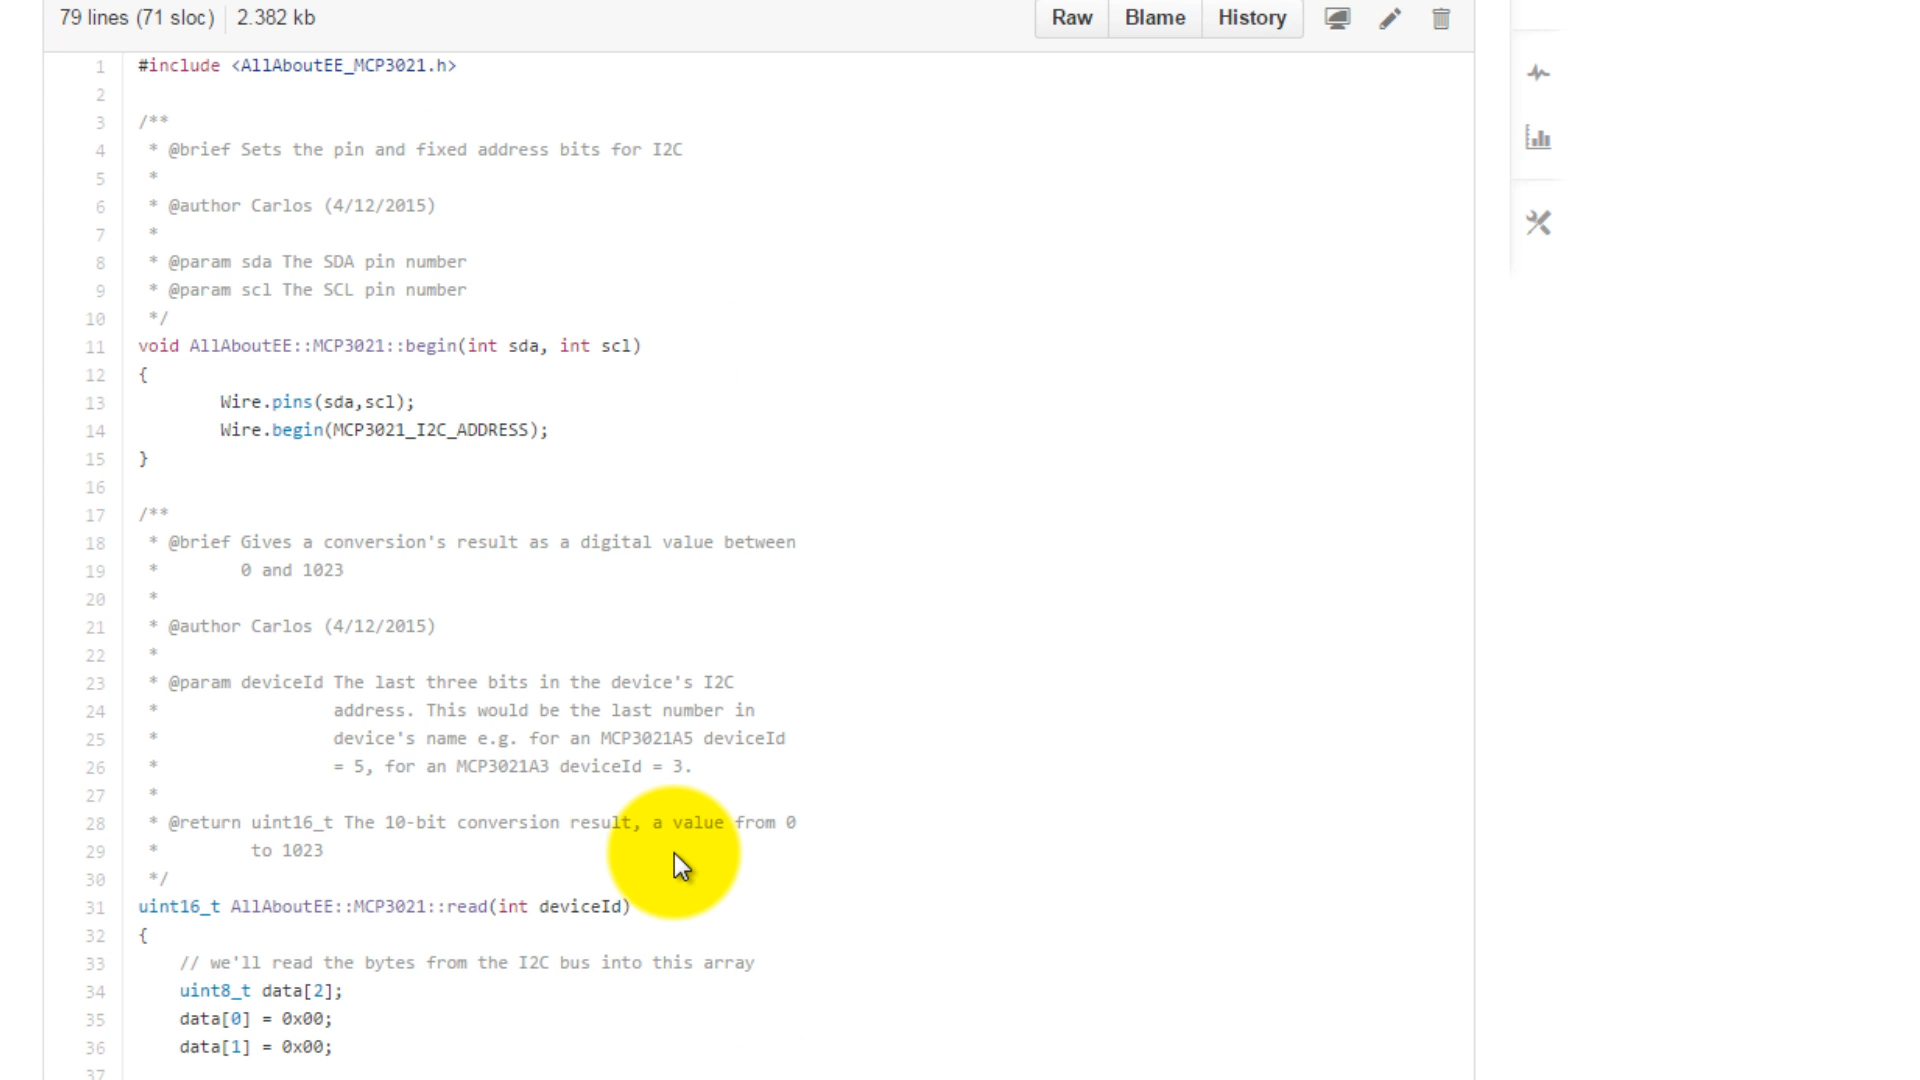 79 lines (71 sloc) 2.382 kb Raw Blame History
1 #include <AllAboutEE_MCP3021.h>
2
3 /**
4 * @brief Sets the pin and fixed address bits for I2C
5 *
6 * @author Carlos (4/12/2015)
7 *
8 * @param sda The SDA pin number
9 * @param scl The SCL pin number
10 */
11 void AllAboutEE::MCP3021::begin(int sda, int scl)
12 {
13 Wire.pins(sda,scl);
14 Wire.begin(MCP3021_I2C_ADDRESS);
15 }
16
17 /**
18 * @brief Gives a conversion's result as a digital value between
19 * 0 and 1023
20 *
21 * @author Carlos (4/12/2015)
22 *
23 * @param deviceId The last three bits in the device's I2C
24 * address. This would be the last number in
25 * device's name e.g. for an MCP3021A5 deviceId
26 * = 5, for an MCP3021A3 deviceId = 3.
27 *
28 * @return uint16_t The 10-bit conversion result, a value from 0
29 * to 1023
30 */
31 uint16_t AllAboutEE::MCP3021::read(int deviceId)
32 {
33 // we'll read the bytes from the I2C bus into this array
34 uint8_t data[2];
35 data[0] = 0x00;
36 data[1] = 0x00;
37